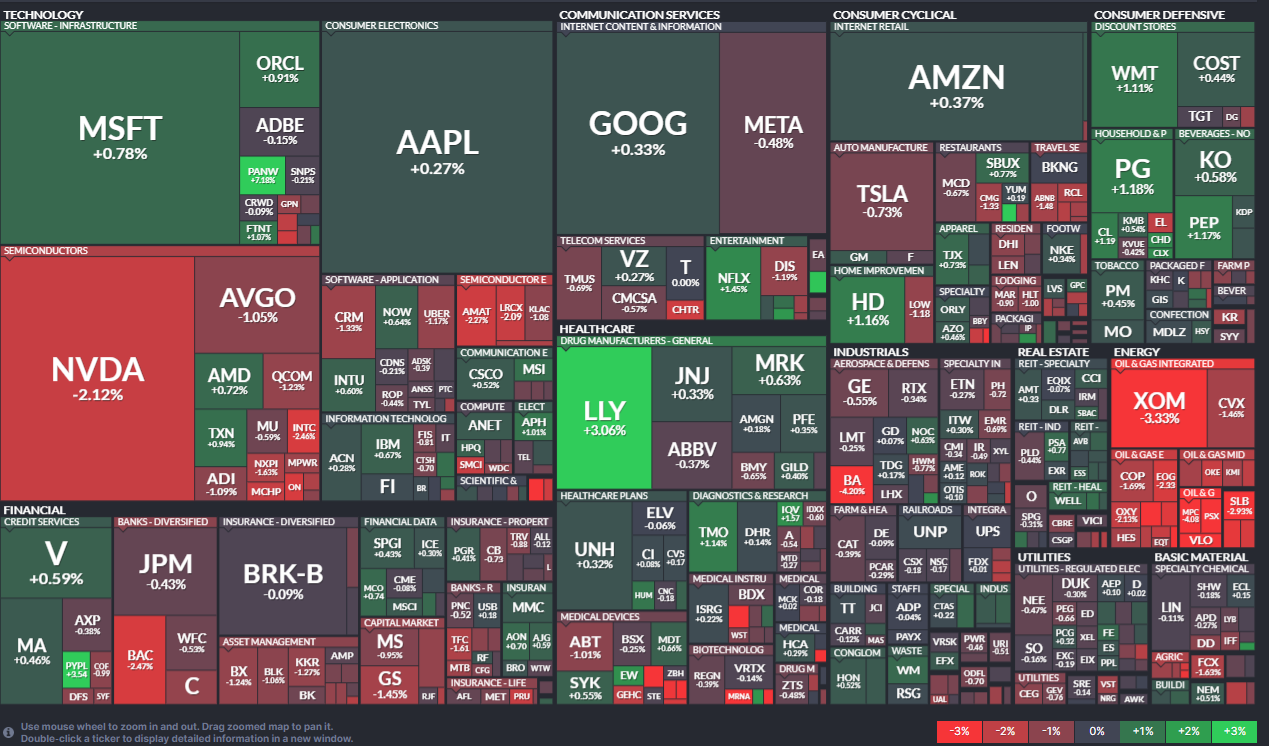 TECHNOLOGY
SOFTWARE - INFRASTRUCTURE
MSFT
+0.78%
ORCL
+0.91%
ADBE
-0.15%
PANW
+7.18%
SNPS
-0.21%
CRWD
-0.09%
GPN
FTNT
+1.07%
CONSUMER ELECTRONICS
AAPL
+0.27%
SEMICONDUCTORS
NVDA
-2.12%
AVGO
-1.05%
AMD
+0.72%
QCOM
-1.23%
TXN
+0.94%
MU
-0.59%
INTC
-2.46%
ADI
-1.09%
NXPI
-1.63%
MPWR
MCHP
ON
SOFTWARE - APPLICATION
CRM
-1.33%
NOW
+0.64%
UBER
-1.17%
INTU
+0.60%
CDNS
-0.21%
ADSK
-0.39
ROP
-0.44%
ANSS
PTC
TYL
SEMICONDUCTOR E
AMAT
-2.27%
LRCX
-2.09
KLAC
-1.08
COMMUNICATION E
CSCO
+0.52%
MSI
INFORMATION TECHNOLOG
ACN
+0.28%
IBM
+0.67%
FIS
-0.81
IT
FI
CTSH
-0.70
BR
COMPUTE
ANET
HPQ
SMCI
WDC
ELECT
APH
+1.01%
TEL
SCIENTIFIC &
COMMUNICATION SERVICES
INTERNET CONTENT & INFORMATION
GOOG
+0.33%
META
-0.48%
TELECOM SERVICES
TMUS
-0.69%
VZ
+0.27%
T
0.00%
CMCSA
-0.57%
CHTR
ENTERTAINMENT
NFLX
+1.45%
DIS
-1.19%
EA
CONSUMER CYCLICAL
INTERNET RETAIL
AMZN
+0.37%
AUTO MANUFACTURE
TSLA
-0.73%
GM
F
RESTAURANTS
MCD
-0.67%
SBUX
+0.77%
CMG
-1.33
YUM
+0.19
TRAVEL SE
BKNG
ABNB
-1.48
RCL
HOME IMPROVEMEN
HD
+1.16%
LOW
-1.18
APPAREL
TJX
+0.73%
RESIDEN
DHI
LEN
FOOTW
NKE
+0.34%
SPECIALTY
ORLY
AZO
+0.46%
BBY
LODGING
MAR
-0.90
HLT
-1.00
LVS
GPC
PACKAGI
IP
CONSUMER DEFENSIVE
DISCOUNT STORES
WMT
+1.11%
COST
+0.44%
TGT
DG
HOUSEHOLD & P
PG
+1.18%
CL
+1.19
KMB
+0.54%
KVUE
-0.42%
EL
CHD
CLX
BEVERAGES - NO
KO
+0.58%
PEP
+1.17%
KDP
TOBACCO
PM
+0.45%
MO
PACKAGED F
KHC
K
GIS
FARM P
BEVER
CONFECTION
MDLZ
HSY
KR
SYY
HEALTHCARE
DRUG MANUFACTURERS - GENERAL
LLY
+3.06%
JNJ
+0.33%
MRK
+0.63%
ABBV
-0.37%
AMGN
+0.18%
PFE
+0.35%
BMY
-0.65%
GILD
+0.40%
HEALTHCARE PLANS
UNH
+0.32%
ELV
-0.06%
CI
+0.08%
CVS
+0.17
HUM
CNC
-0.18
DIAGNOSTICS & RESEARCH
TMO
+1.14%
DHR
+0.14%
IQV
+1.57
IDXX
-0.60
A
-0.54
MTD
-0.27
MEDICAL DEVICES
ABT
-1.01%
BSX
-0.25%
MDT
+0.66%
SYK
+0.55%
EW
ZBH
GEHC
STE
MEDICAL INSTRU
ISRG
+0.22%
BDX
WST
MEDICAL
MCK
+0.02
COR
-0.18
MEDICAL
HCA
+0.29%
BIOTECHNOLOG
REGN
-0.39%
VRTX
-0.14%
MRNA
DRUG M
ZTS
-0.48%
INDUSTRIALS
AEROSPACE & DEFENS
GE
-0.55%
RTX
-0.34%
LMT
-0.25%
GD
+0.07%
NOC
+0.63%
BA
-4.20%
TDG
+0.17%
HWM
-0.77%
LHX
SPECIALTY IN
ETN
-0.27%
PH
-0.72
ITW
+0.30%
EMR
-0.69%
CMI
-0.34
IR
-0.49
XYL
AME
+0.12
ROK
OTIS
+0.10
FARM & HEA
CAT
-0.39%
DE
-0.09%
PCAR
-0.29%
RAILROADS
UNP
CSX
-0.18
NSC
-0.17
INTEGRA
UPS
FDX
+0.01
BUILDING
TT
JCI
CARR
-0.12%
MAS
STAFFI
ADP
-0.04%
PAYX
SPECIAL
CTAS
+0.22
INDUS
CONGLOM
HON
+0.52%
WASTE
WM
RSG
VRSK
EFX
PWR
-0.46
URI
-0.51
ODFL
-0.70
UAL
REAL ESTATE
REIT - SPECIALTY
AMT
+0.33
EQIX
-0.07%
CCI
DLR
IRM
SBAC
REIT - IND
PLD
-0.44%
PSA
+0.77
REIT -
AVB
EXR
ESS
O
SPG
-0.31%
REIT - HEAL
WELL
CBRE
VICI
CSGP
ENERGY
OIL & GAS INTEGRATED
XOM
-3.33%
CVX
-1.46%
OIL & GAS E
COP
-1.69%
EOG
-2.33
OXY
-2.13%
HES
EQT
OIL & GAS MID
OKE
KMI
OIL & G
MPC
-4.08
PSX
VLO
SLB
-2.93%
UTILITIES
UTILITIES - REGULATED ELEC
NEE
-0.47%
DUK
-0.30%
AEP
+0.10
D
+0.02
PEG
-0.66
ED
SO
-0.16%
PCG
+0.32
XEL
FE
EXC
-0.19
EIX
ES
PPL
UTILITIES
CEG
GEV
-0.76
SRE
-0.14
VST
NRG
AWK
BASIC MATERIAL
SPECIALTY CHEMICAL
LIN
-0.11%
SHW
-0.18%
ECL
+0.15
APD
-0.27%
LYB
DD
IFF
AGRIC
FCX
-1.63%
BUILDI
NEM
+0.51%
FINANCIAL
CREDIT SERVICES
V
+0.59%
MA
+0.46%
AXP
-0.38%
PYPL
+3.54
COF
-0.99
DFS
SYF
BANKS - DIVERSIFIED
JPM
-0.43%
BAC
-2.47%
WFC
-0.53%
C
INSURANCE - DIVERSIFIED
BRK-B
-0.09%
ASSET MANAGEMENT
BX
-1.24%
BLK
-1.06%
KKR
-1.27%
AMP
BK
FINANCIAL DATA
SPGI
+0.43%
ICE
+0.30%
MCO
+0.74
CME
-0.08%
MSCI
CAPITAL MARKET
MS
-0.95%
GS
-1.45%
RJF
INSURANCE - PROPERT
PGR
+0.41%
CB
-0.73
TRV
-0.88
ALL
-0.12
L
BANKS - R
PNC
-0.52
USB
+0.18
TFC
-1.61
RF
MTB
CFG
INSURAN
MMC
AON
+0.70
AJG
+0.59
BRO
WTW
INSURANCE - LIFE
AFL
MET
PRU
Use mouse wheel to zoom in and out. Drag zoomed map to pan it.
Double-click a ticker to display detailed information in a new window.
-3%
-2%
-1%
0%
+1%
+2%
+3%